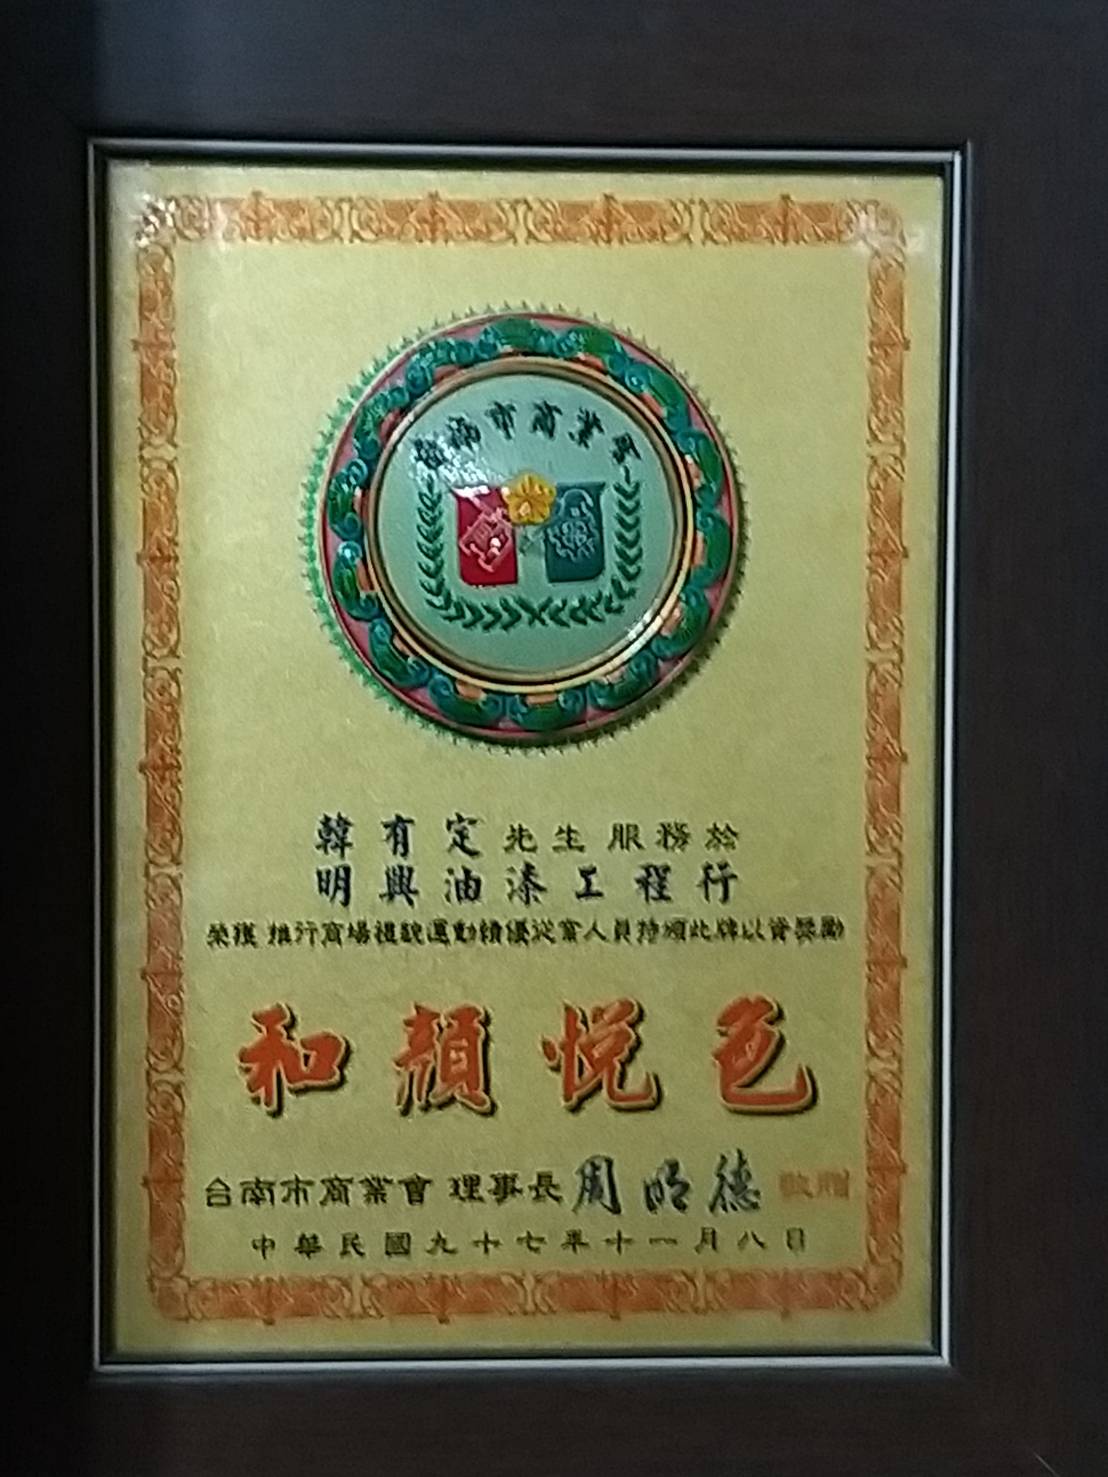 臺南市商業會
韓有定先生服務於
明興油漆工程行
榮獲 推行商場禮貌運動績優從業人員特頒此牌以資獎勵
和顏悅色
台南市商業會 理事長 周明德 敬贈
中華民國九十七年十一月八日